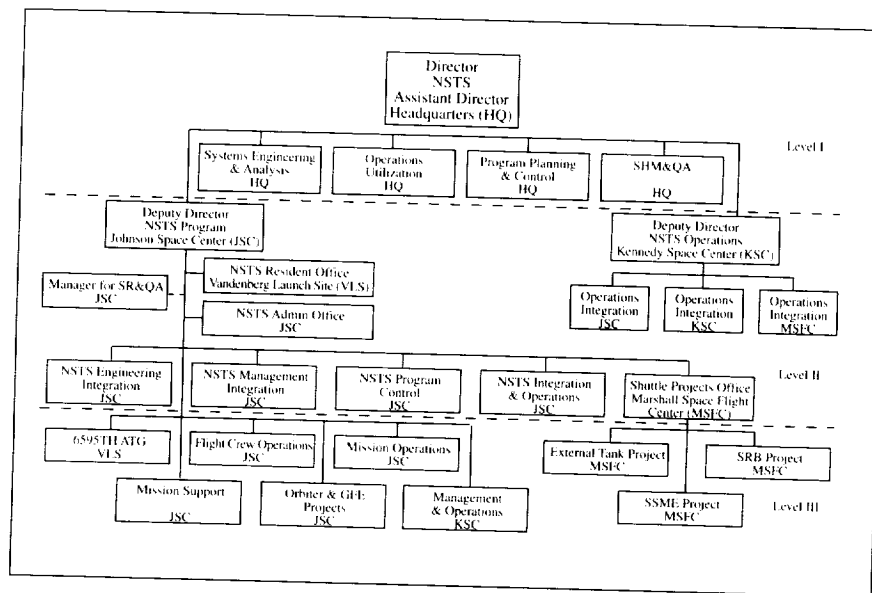 Director
NSTS
Assistant Director
Headquarters (HQ)
Level I
Systems Engineering
& Analysis
HQ
Operations
Utilization
HQ
Program Planning
& Control
HQ
SHM&QA
HQ
Deputy Director
NSTS Program
Johnson Space Center (JSC)
Deputy Director
NSTS Operations
Kennedy Space Center (KSC)
Manager for SR&QA
JSC
NSTS Resident Office
Vandenberg Launch Site (VLS)
NSTS Admin Office
JSC
Operations
Integration
JSC
Operations
Integration
KSC
Operations
Integration
MSFC
Level II
NSTS Engineering
Integration
JSC
NSTS Management
Integration
JSC
NSTS Program
Control
JSC
NSTS Integration
& Operations
JSC
Shuttle Projects Office
Marshall Space Flight
Center (MSFC)
6595TH ATG
VLS
Flight Crew Operations
JSC
Mission Operations
JSC
External Tank Project
MSFC
SRB Project
MSFC
Mission Support
JSC
Orbiter & GFE
Projects
JSC
Management
& Operations
KSC
SSME Project
MSFC
Level III